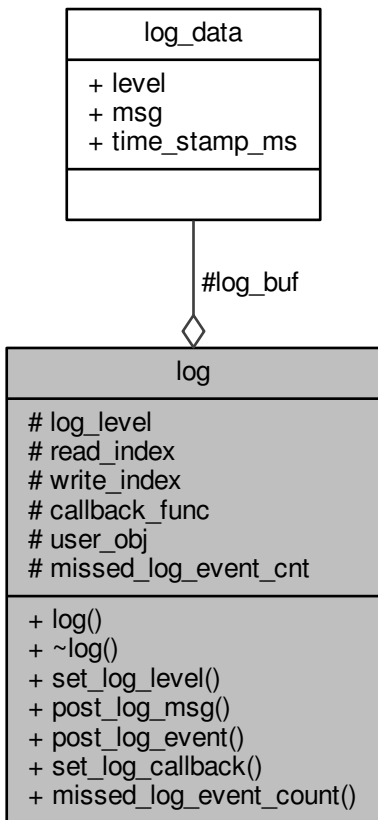 log_data
+ level
+ msg
+ time_stamp_ms
#log_buf
log
# log_level
# read_index
# write_index
# callback_func
# user_obj
# missed_log_event_cnt
+ log()
+ ~log()
+ set_log_level()
+ post_log_msg()
+ post_log_event()
+ set_log_callback()
+ missed_log_event_count()